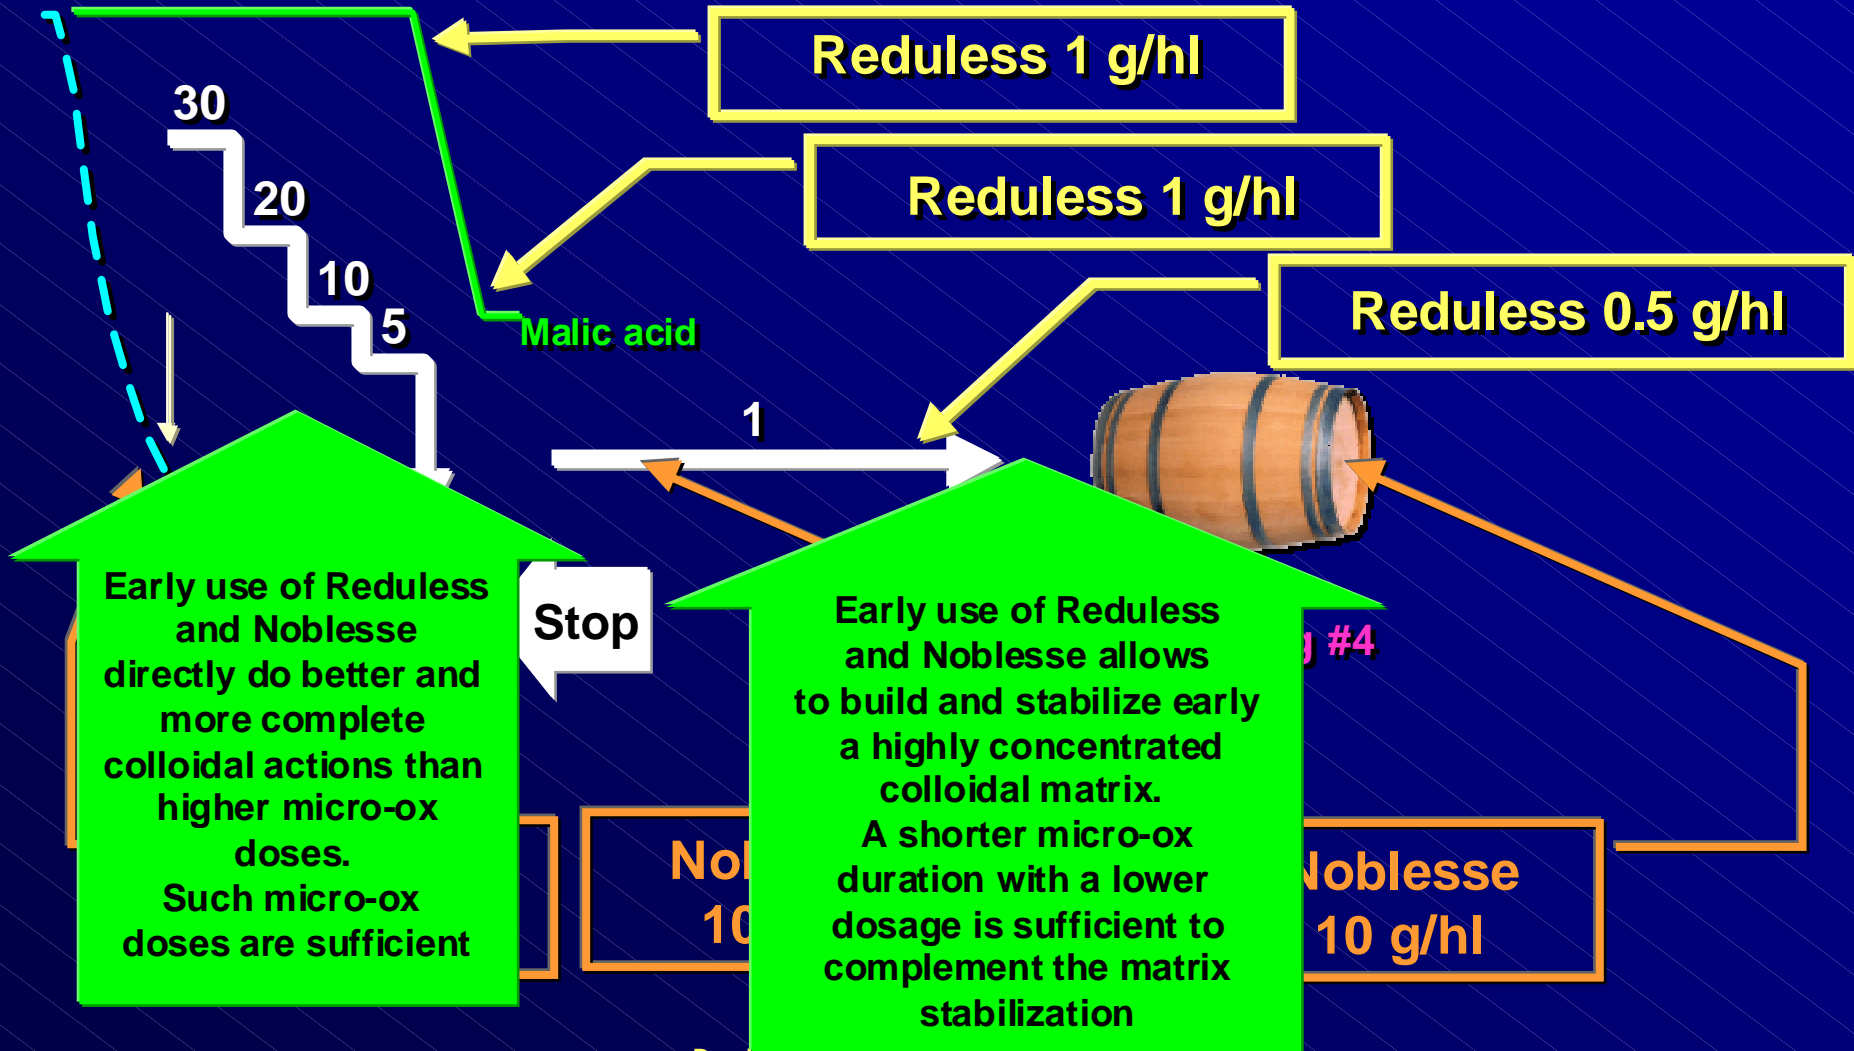 Reduless 1 g/hl
30
Reduless 1 g/hl
20
10
Reduless 0.5 g/hl
5
Malic acid
1
Early use of Reduless
and Noblesse
directly do better and
more complete
colloidal actions than
higher micro-ox
doses.
Such micro-ox
doses are sufficient
Stop
Early use of Reduless
and Noblesse allows
to build and stabilize early
a highly concentrated
colloidal matrix.
A shorter micro-ox
duration with a lower
dosage is sufficient to
complement the matrix
stabilization
#4
10
Noblesse
10 g/hl